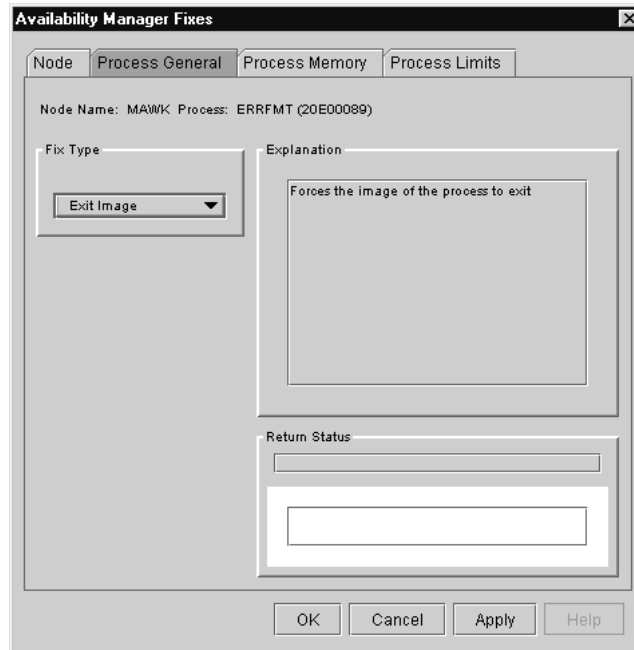 Availability Manager Fixes
Node Process General Process Memory Process Limits
Node Name: MAWK Process: ERRFMT (20E00089)
Fix Type
Exit Image
Explanation
Forces the image of the process to exit
Return Status
OK Cancel Apply Help